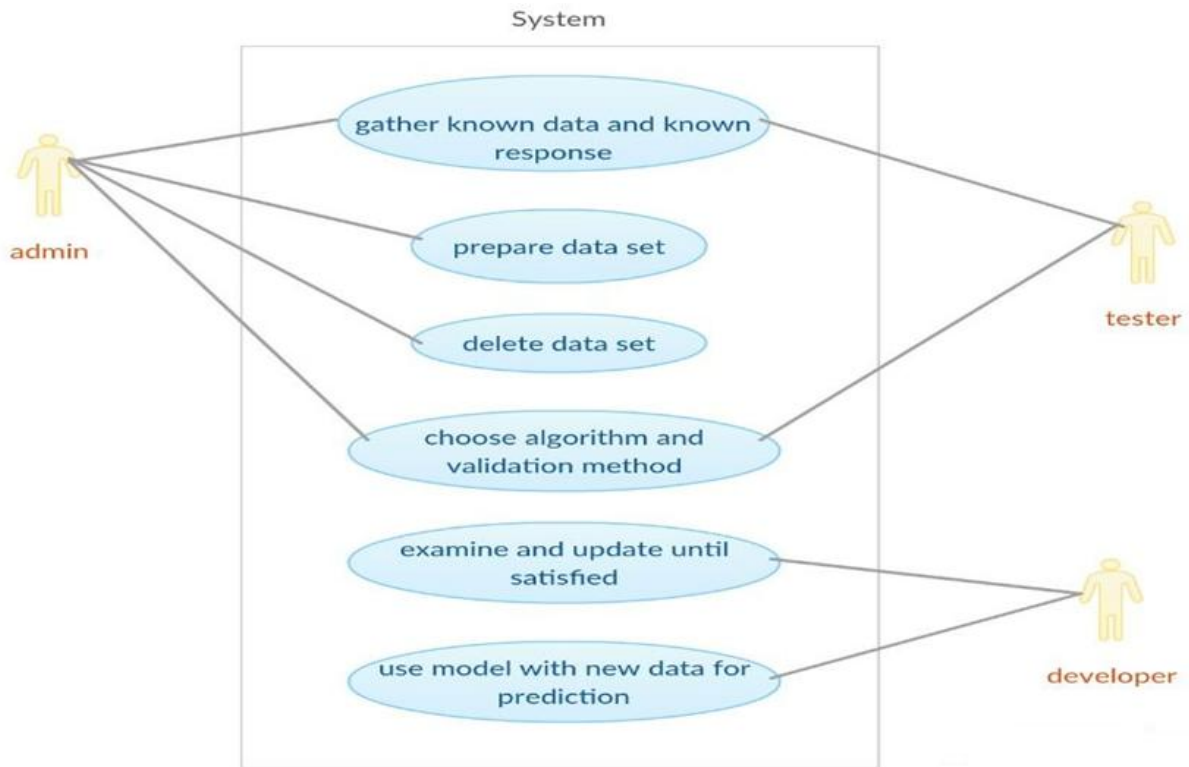 System
gather known data and known
response
admin
prepare data set
tester
delete data set
choose algorithm and
validation method
examine and update until
satisfied
use model with new data for
prediction
developer